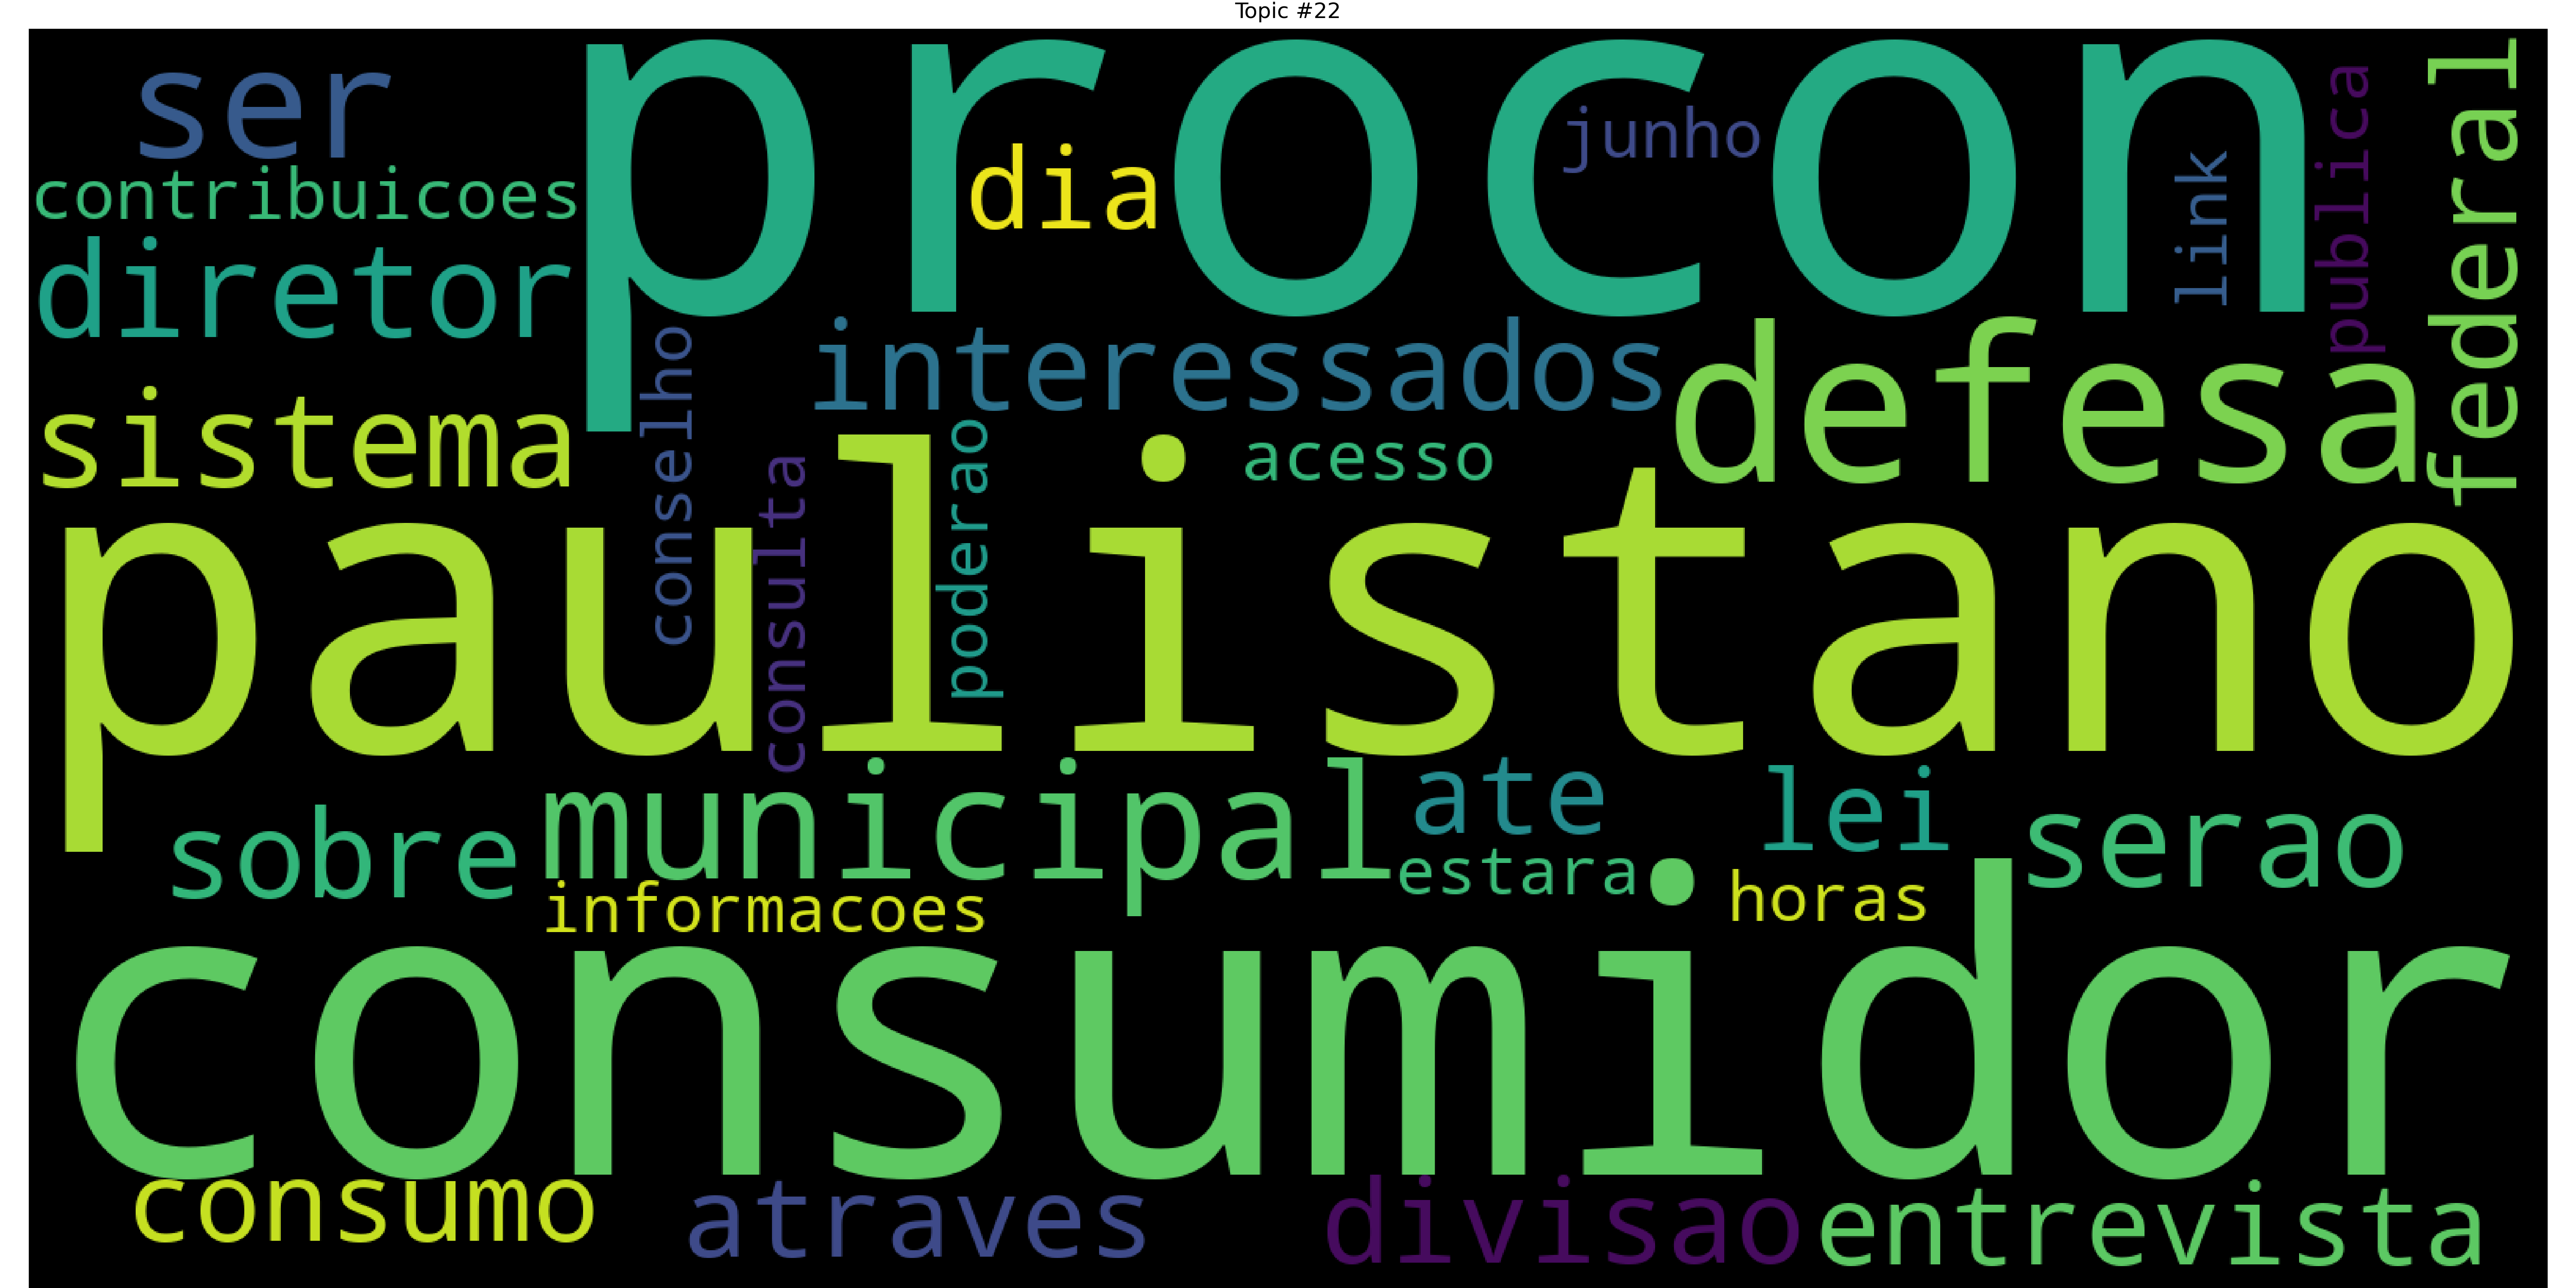 Topic #22
procon
ser
dia
junho
link
publica
federal
contribuicoes
diretor
interessados
defesa
sistema
conselho
consulta
poderao
acesso
paulistano
sobre
municipal
ate
lei
serao
estara
informacoes
horas
consumidor
consumo
atraves
divisao
entrevista